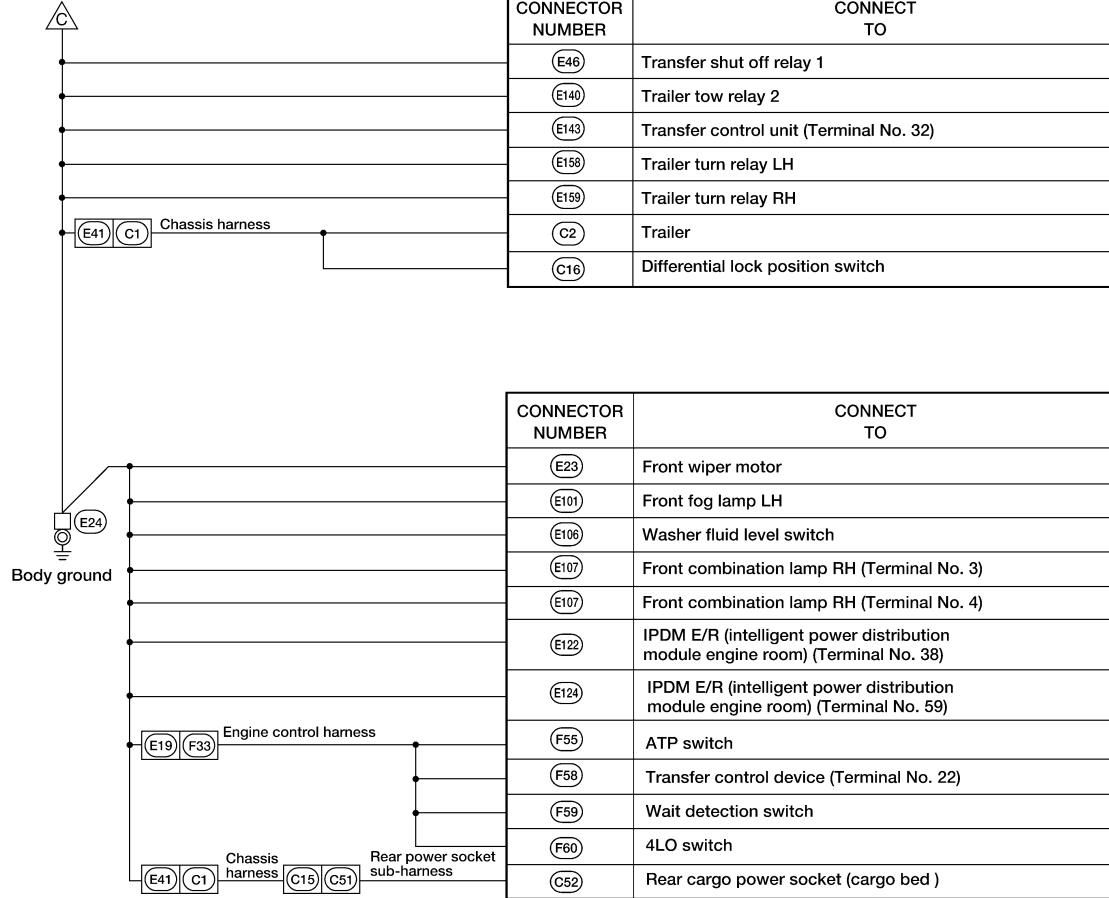 C
CONNECTOR NUMBER
CONNECT TO
E46 Transfer shut off relay 1
E140 Trailer tow relay 2
E143 Transfer control unit (Terminal No. 32)
E158 Trailer turn relay LH
E159 Trailer turn relay RH
E41 C1 Chassis harness C2 Trailer
C16 Differential lock position switch
CONNECTOR NUMBER
CONNECT TO
E23 Front wiper motor
E101 Front fog lamp LH
E24
E106 Washer fluid level switch
Body ground
E107 Front combination lamp RH (Terminal No. 3)
E107 Front combination lamp RH (Terminal No. 4)
E122 IPDM E/R (intelligent power distribution
module engine room) (Terminal No. 38)
E124 IPDM E/R (intelligent power distribution
module engine room) (Terminal No. 59)
E19 F33 Engine control harness F55 ATP switch
F58 Transfer control device (Terminal No. 22)
F59 Wait detection switch
F60 4LO switch
E41 C1 Chassis
harness C15 C51 Rear power socket
sub-harness C52 Rear cargo power socket (cargo bed )